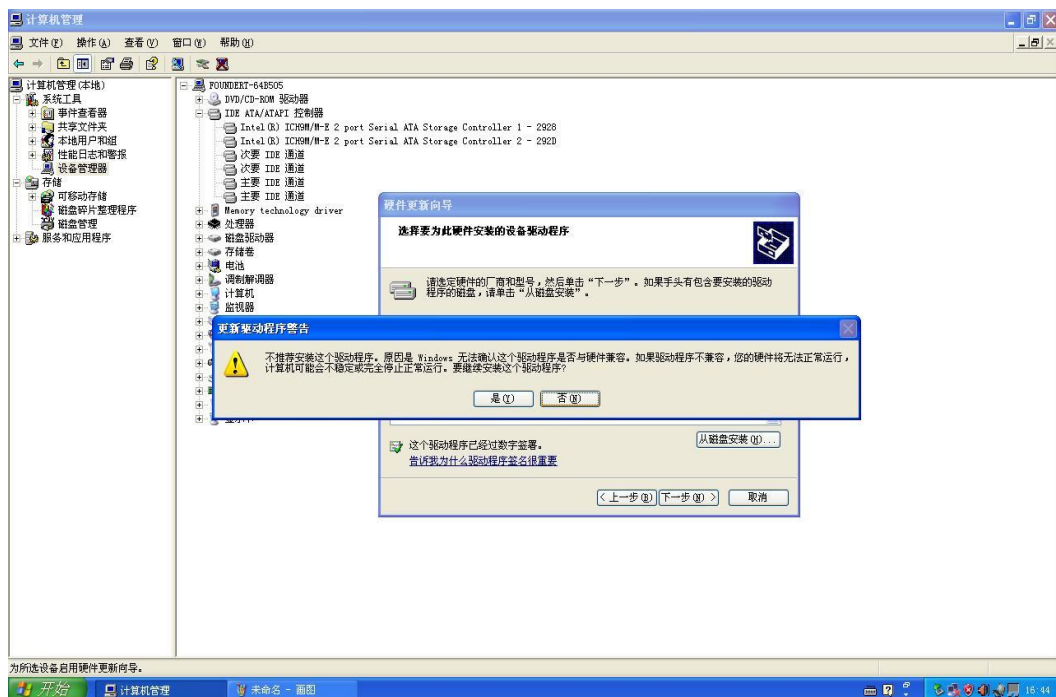 计算机管理
文件(F) 操作(A) 查看(V) 窗口(W) 帮助(H)
计算机管理(本地)
系统工具
事件查看器
共享文件夹
本地用户和组
性能日志和警报
设备管理器
存储
可移动存储
磁盘碎片整理程序
磁盘管理
服务和应用程序
FOUNDERT-64B505
DVD/CD-ROM 驱动器
IDE ATA/ATAPI 控制器
Intel(R) ICH9M/M-E 2 port Serial ATA Storage Controller 1 - 2928
Intel(R) ICH9M/M-E 2 port Serial ATA Storage Controller 2 - 292D
次要 IDE 通道
次要 IDE 通道
主要 IDE 通道
主要 IDE 通道
Memory technology driver
处理器
磁盘驱动器
存储卷
电池
调制解调器
计算机
监视器
硬件更新向导
选择要为此硬件安装的设备驱动程序
请选定硬件的厂商和型号，然后单击“下一步”。如果手头有包含要安装的驱动
程序的磁盘，请单击“从磁盘安装”。
更新驱动程序警告
不推荐安装这个驱动程序。原因是 Windows 无法确认这个驱动程序是否与硬件兼容。如果驱动程序不兼容，您的硬件将无法正常运行，
计算机可能会不稳定或完全停止正常运行。要继续安装这个驱动程序?
是(Y) 否(N)
从磁盘安装(H)...
这个驱动程序已经过数字签署。
告诉我为什么驱动程序签名很重要
<上一步(B) 下一步(N) > 取消
为所选设备启用硬件更新向导。
开始 计算机管理 未命名 - 画图 16:44